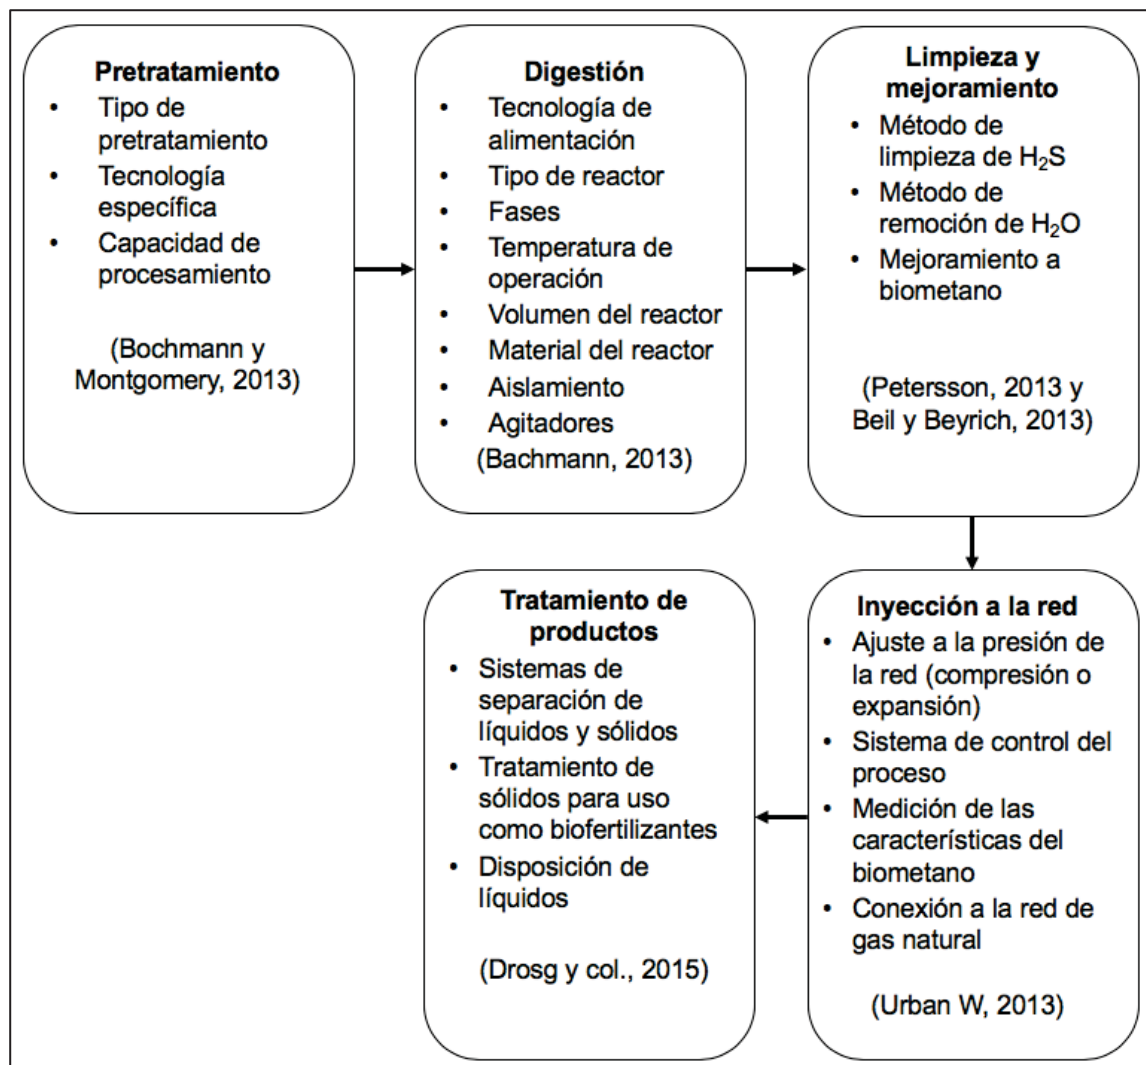 Pretratamiento
• Tipo de
pretratamiento
• Tecnología
específica
• Capacidad de
procesamiento
(Bochmann y
Montgomery, 2013)
Digestión
• Tecnología de
alimentación
• Tipo de reactor
• Fases
• Temperatura de
operación
• Volumen del reactor
• Material del reactor
• Aislamiento
• Agitadores
(Bachmann, 2013)
Limpieza y
mejoramiento
• Método de
limpieza de H₂S
• Método de
remoción de H₂O
• Mejoramiento a
biometano
(Petersson, 2013 y
Beil y Beyrich, 2013)
Inyección a la red
• Ajuste a la presión de
la red (compresión o
expansión)
• Sistema de control del
proceso
• Medición de las
características del
biometano
• Conexión a la red de
gas natural
(Urban W, 2013)
Tratamiento de
productos
• Sistemas de
separación de
líquidos y sólidos
• Tratamiento de
sólidos para uso
como biofertilizantes
• Disposición de
líquidos
(Drosg y col., 2015)